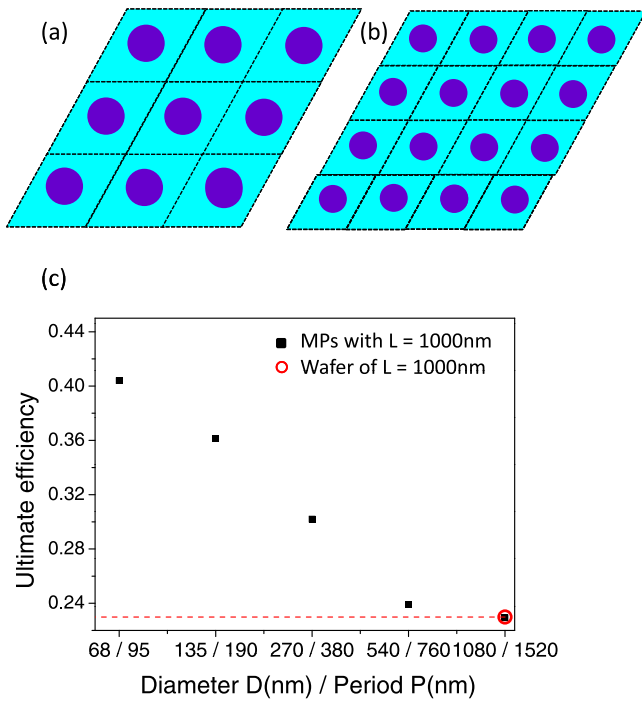 (a)
(b)
(c)
MPs with L = 1000nm
Wafer of L = 1000nm
Ultimate efficiency
0.44
0.40
0.36
0.32
0.28
0.24
68 / 95 135 / 190 270 / 380 540 / 760 1080 / 1520
Diameter D(nm) / Period P(nm)